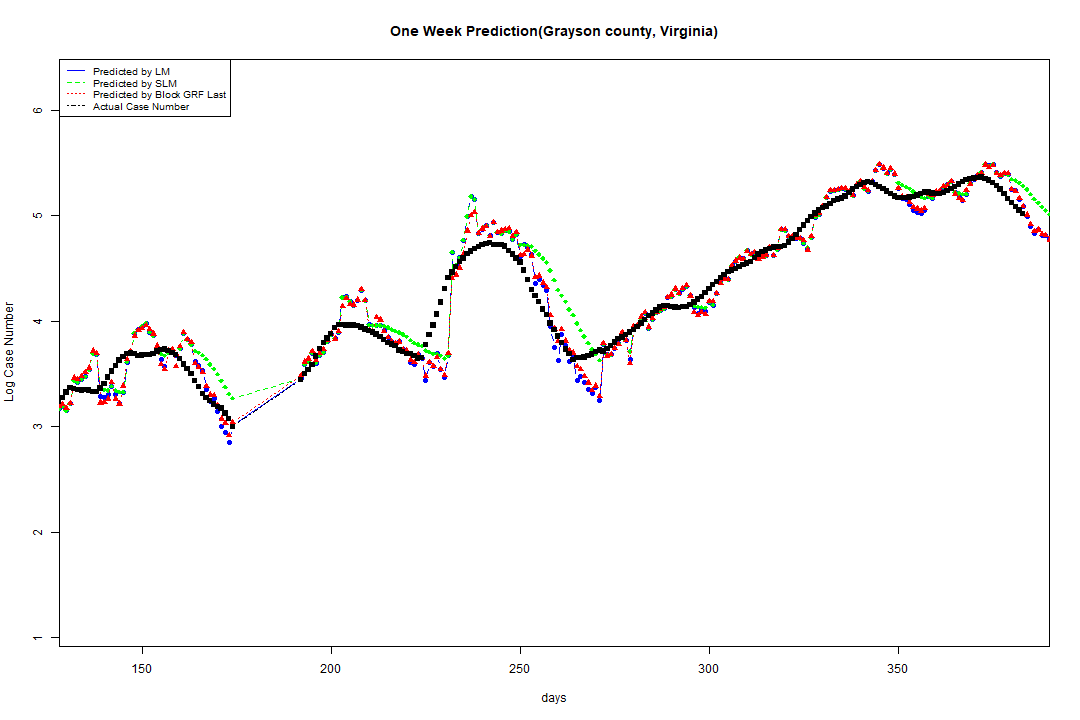 One Week Prediction(Grayson county, Virginia)
Predicted by LM
Predicted by SLM
Predicted by Block GRF Last
Actual Case Number
6
5
4
3
2
1
Log Case Number
150
200
250
300
350
days